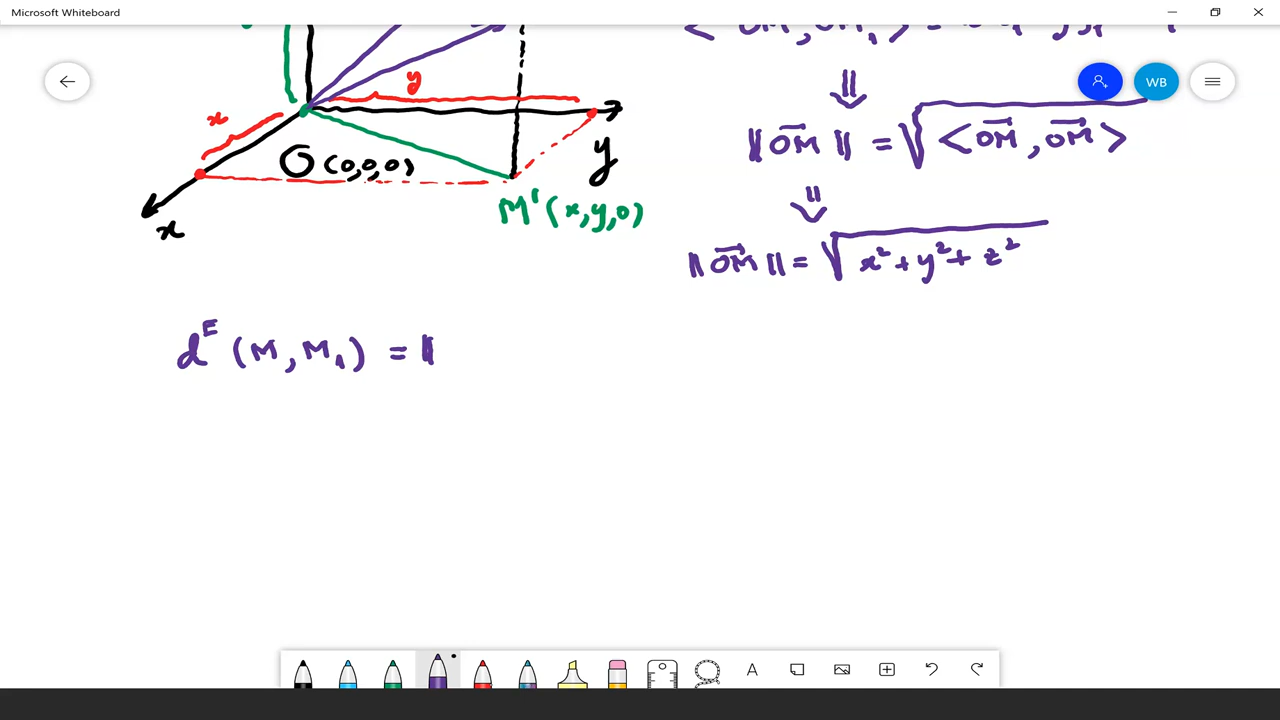 Microsoft Whiteboard
y
x
WB
‖OM‖ = √<OM, OM>
O(0,0,0)
y
x
M'(x,y,0)
⇓
⇓
‖OM‖ = √x²+y²+z²
d^E (M, M₁) = ‖
A